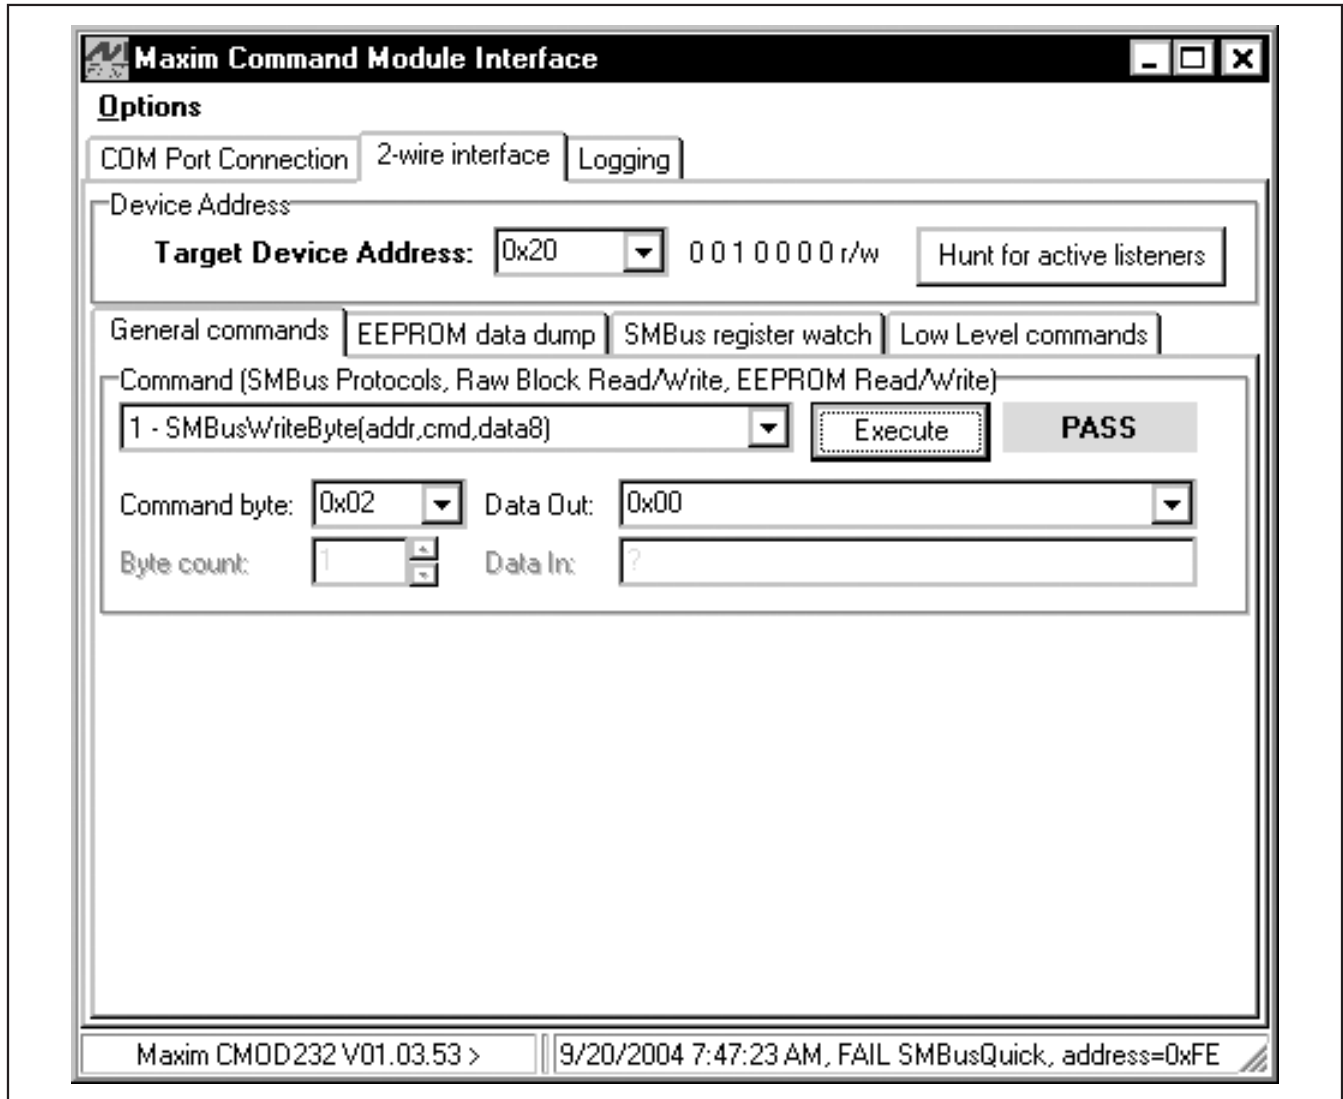 Maxim Command Module Interface
Options
COM Port Connection 2-wire interface Logging
Device Address
Target Device Address: 0x20 0 0 1 0 0 0 0 r/w Hunt for active listeners
General commands EEPROM data dump SMBus register watch Low Level commands
Command (SMBus Protocols, Raw Block Read/Write, EEPROM Read/Write)
1 - SMBusWriteByte(addr,cmd,data8) Execute PASS
Command byte: 0x02 Data Out: 0x00
Byte count: 1 Data In: ?
Maxim CMOD232 V01.03.53 > 9/20/2004 7:47:23 AM, FAIL SMBusQuick, address=0xFE